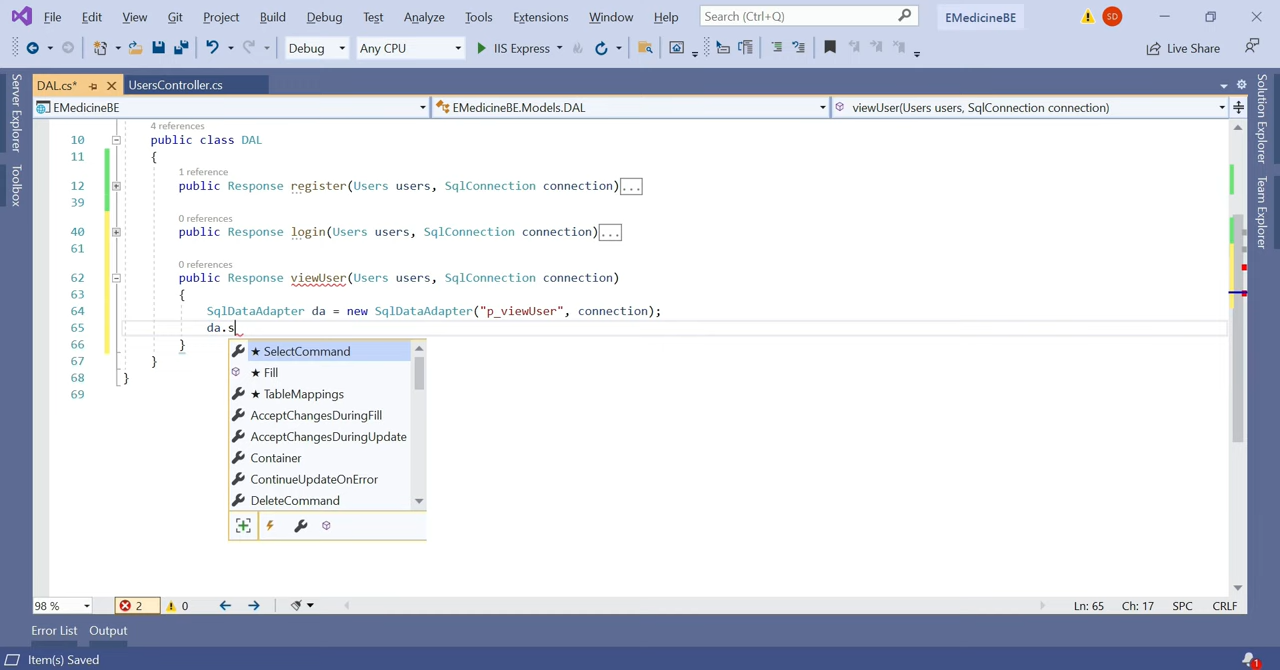 File Edit View Git Project Build Debug Test Analyze Tools Extensions Window Help Search (Ctrl+Q) EMedicineBE SD
Debug Any CPU IIS Express Live Share
DAL.cs* UsersController.cs
EMedicineBE EMedicineBE.Models.DAL viewUser(Users users, SqlConnection connection)
Server Explorer
Toolbox
Solution Explorer
Team Explorer
4 references
10 public class DAL
11 {
1 reference
12 public Response register(Users users, SqlConnection connection)...
39
0 references
40 public Response login(Users users, SqlConnection connection)...
61
0 references
62 public Response viewUser(Users users, SqlConnection connection)
63 {
64 SqlDataAdapter da = new SqlDataAdapter("p_viewUser", connection);
65 da.s
66 }
67 }
68 }
69
★ SelectCommand
★ Fill
★ TableMappings
AcceptChangesDuringFill
AcceptChangesDuringUpdate
Container
ContinueUpdateOnError
DeleteCommand
98 % 2 0 Ln: 65 Ch: 17 SPC CRLF
Error List Output
Item(s) Saved 1